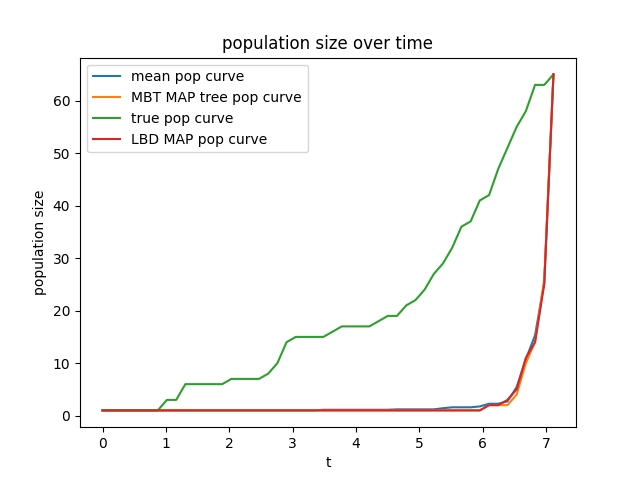 population size over time
mean pop curve
MBT MAP tree pop curve
true pop curve
LBD MAP pop curve
population size
60
50
40
30
20
10
0
0 1 2 3 4 5 6 7
t